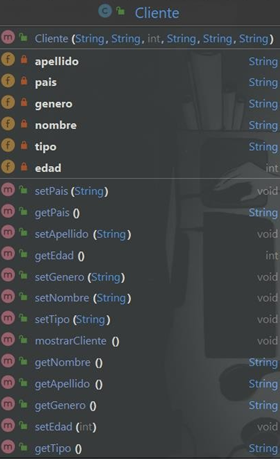 Cliente
Cliente (String, String, int, String, String, String)
apellido String
pais String
genero String
nombre String
tipo String
edad int
setPais (String) void
getPais () String
setApellido (String) void
getEdad () int
setGenero (String) void
setNombre (String) void
setTipo (String) void
mostrarCliente () void
getNombre () String
getApellido () String
getGenero () String
setEdad (int) void
getTipo () String